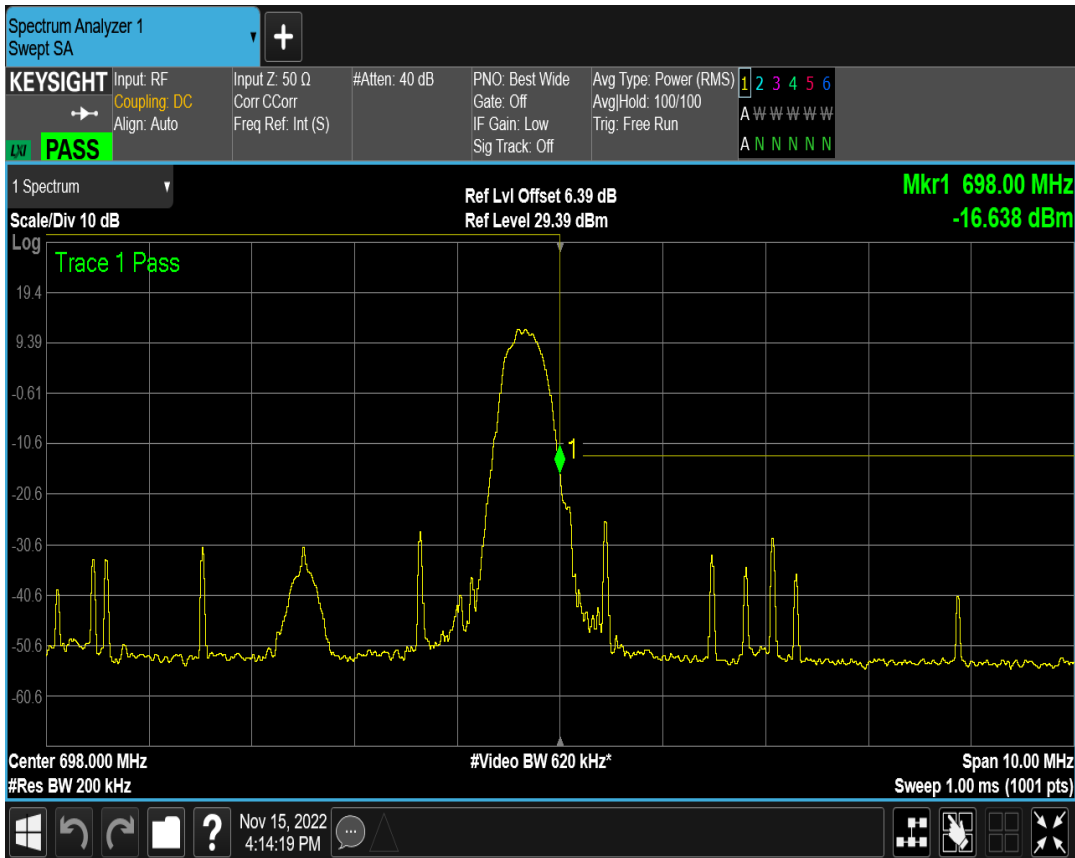 Spectrum Analyzer 1
Swept SA
+
KEYSIGHT
LXI PASS
Input: RF
Coupling: DC
Align: Auto
Input Z: 50 Ω
Corr CCorr
Freq Ref: Int (S)
#Atten: 40 dB
PNO: Best Wide
Gate: Off
IF Gain: Low
Sig Track: Off
Avg Type: Power (RMS)
Avg|Hold: 100/100
Trig: Free Run
1 2 3 4 5 6
A W W W W W
A N N N N N
1 Spectrum
Scale/Div 10 dB
Ref Lvl Offset 6.39 dB
Ref Level 29.39 dBm
Mkr1 698.00 MHz
-16.638 dBm
Log
Trace 1 Pass
19.4
9.39
-0.61
-10.6
1
-20.6
-30.6
-40.6
-50.6
-60.6
Center 698.000 MHz
#Video BW 620 kHz*
Span 10.00 MHz
#Res BW 200 kHz
Sweep 1.00 ms (1001 pts)
?
Nov 15, 2022
4:14:19 PM